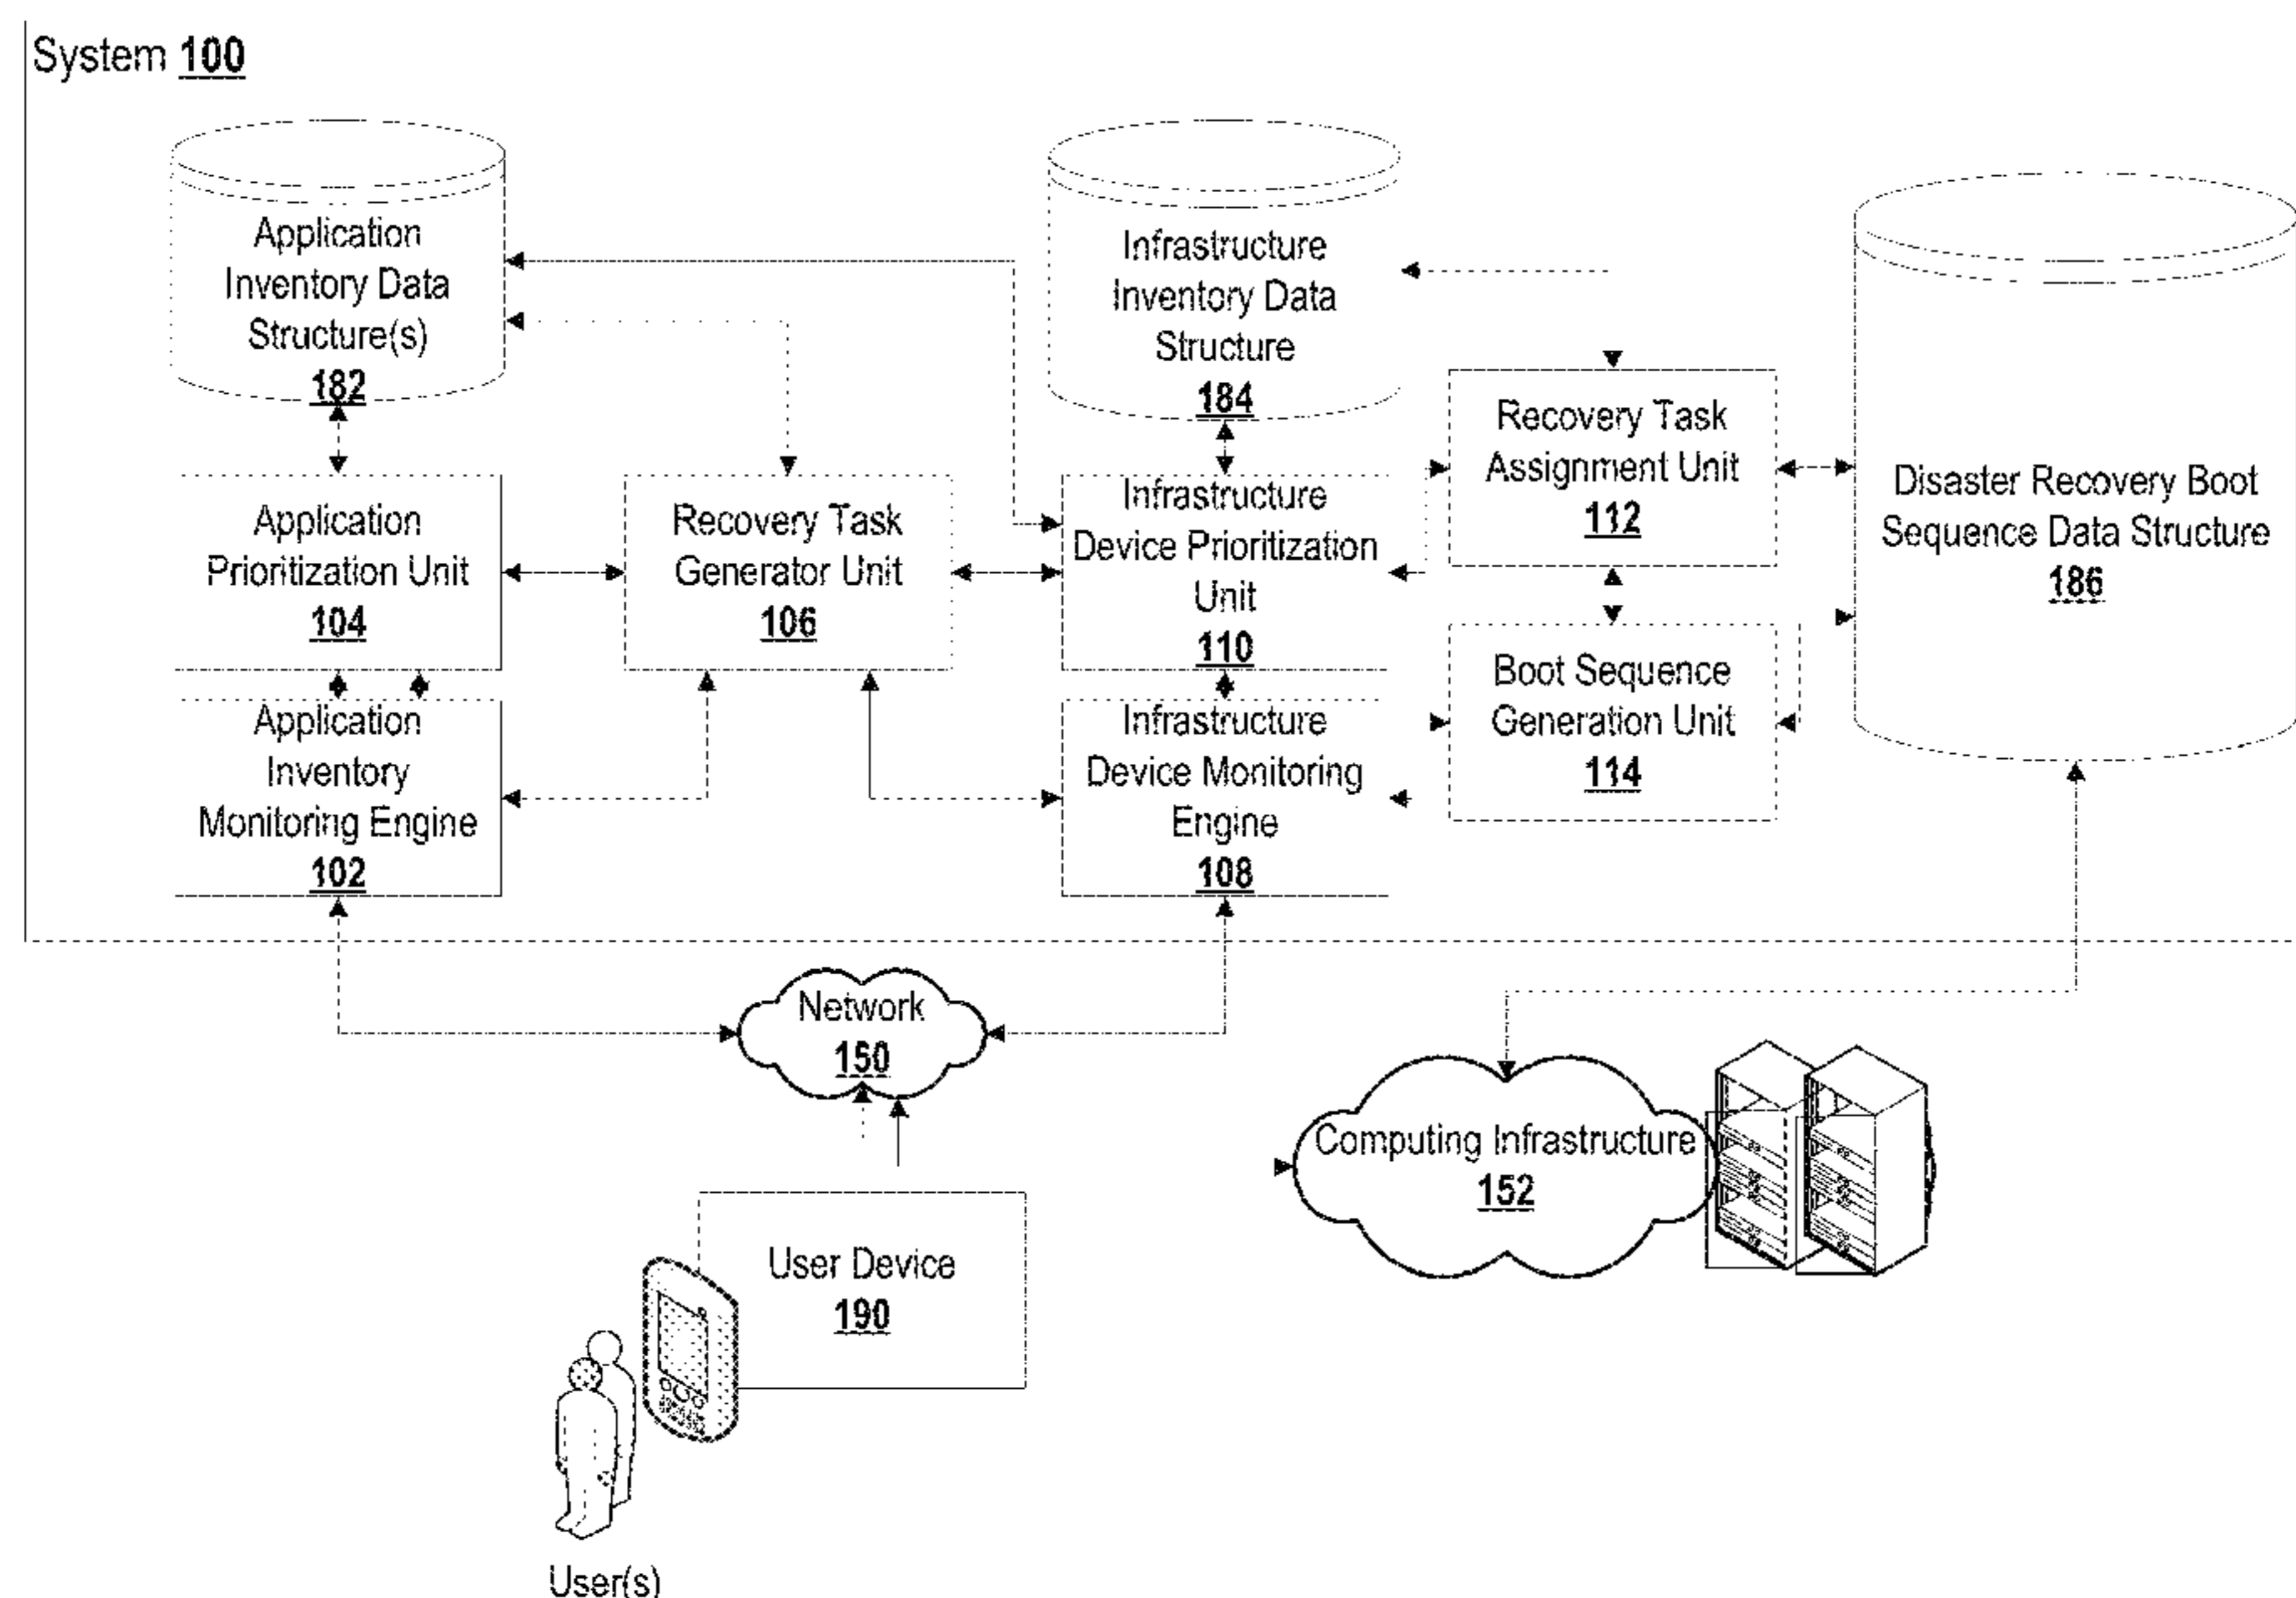 System 100
Application
Inventory Data
Structure(s)
182
Infrastructure
Inventory Data
Structure
184
Recovery Task
Assignment Unit
112
Disaster Recovery Boot
Sequence Data Structure
186
Application
Prioritization Unit
104
Recovery Task
Generator Unit
106
Infrastructure
Device Prioritization
Unit
110
Boot Sequence
Generation Unit
114
Application
Inventory
Monitoring Engine
102
Infrastructure
Device Monitoring
Engine
108
Network
150
Computing Infrastructure
152
User Device
190
User(s)